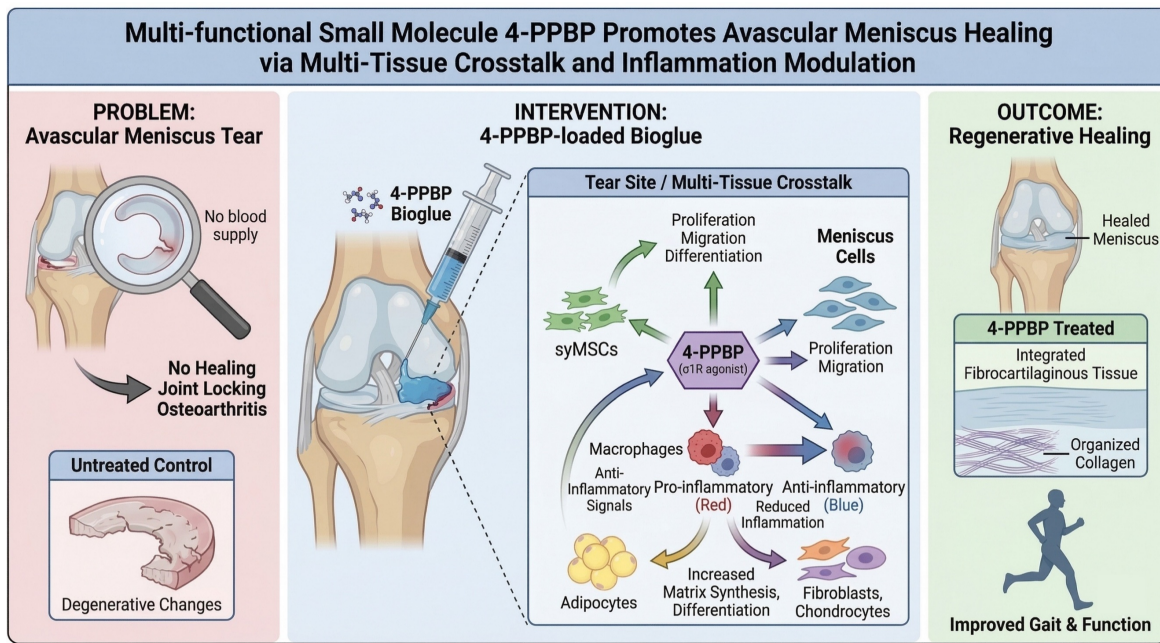 Multi-functional Small Molecule 4-PPBP Promotes Avascular Meniscus Healing
via Multi-Tissue Crosstalk and Inflammation Modulation
PROBLEM:
Avascular Meniscus Tear
No blood
supply
No Healing
Joint Locking
Osteoarthritis
Untreated Control
Degenerative Changes
INTERVENTION:
4-PPBP-loaded Bioglue
4-PPBP
Bioglue
Tear Site / Multi-Tissue Crosstalk
Proliferation
Migration
Differentiation
Meniscus
Cells
syMSCs
4-PPBP
(σ1R agonist)
Proliferation
Migration
Macrophages
Anti-
Inflammatory
Signals
Pro-inflammatory
(Red)
Reduced
Inflammation
Anti-inflammatory
(Blue)
Adipocytes
Increased
Matrix Synthesis,
Differentiation
Fibroblasts,
Chondrocytes
OUTCOME:
Regenerative Healing
Healed
Meniscus
4-PPBP Treated
Integrated
Fibrocartilaginous Tissue
Organized
Collagen
Improved Gait & Function